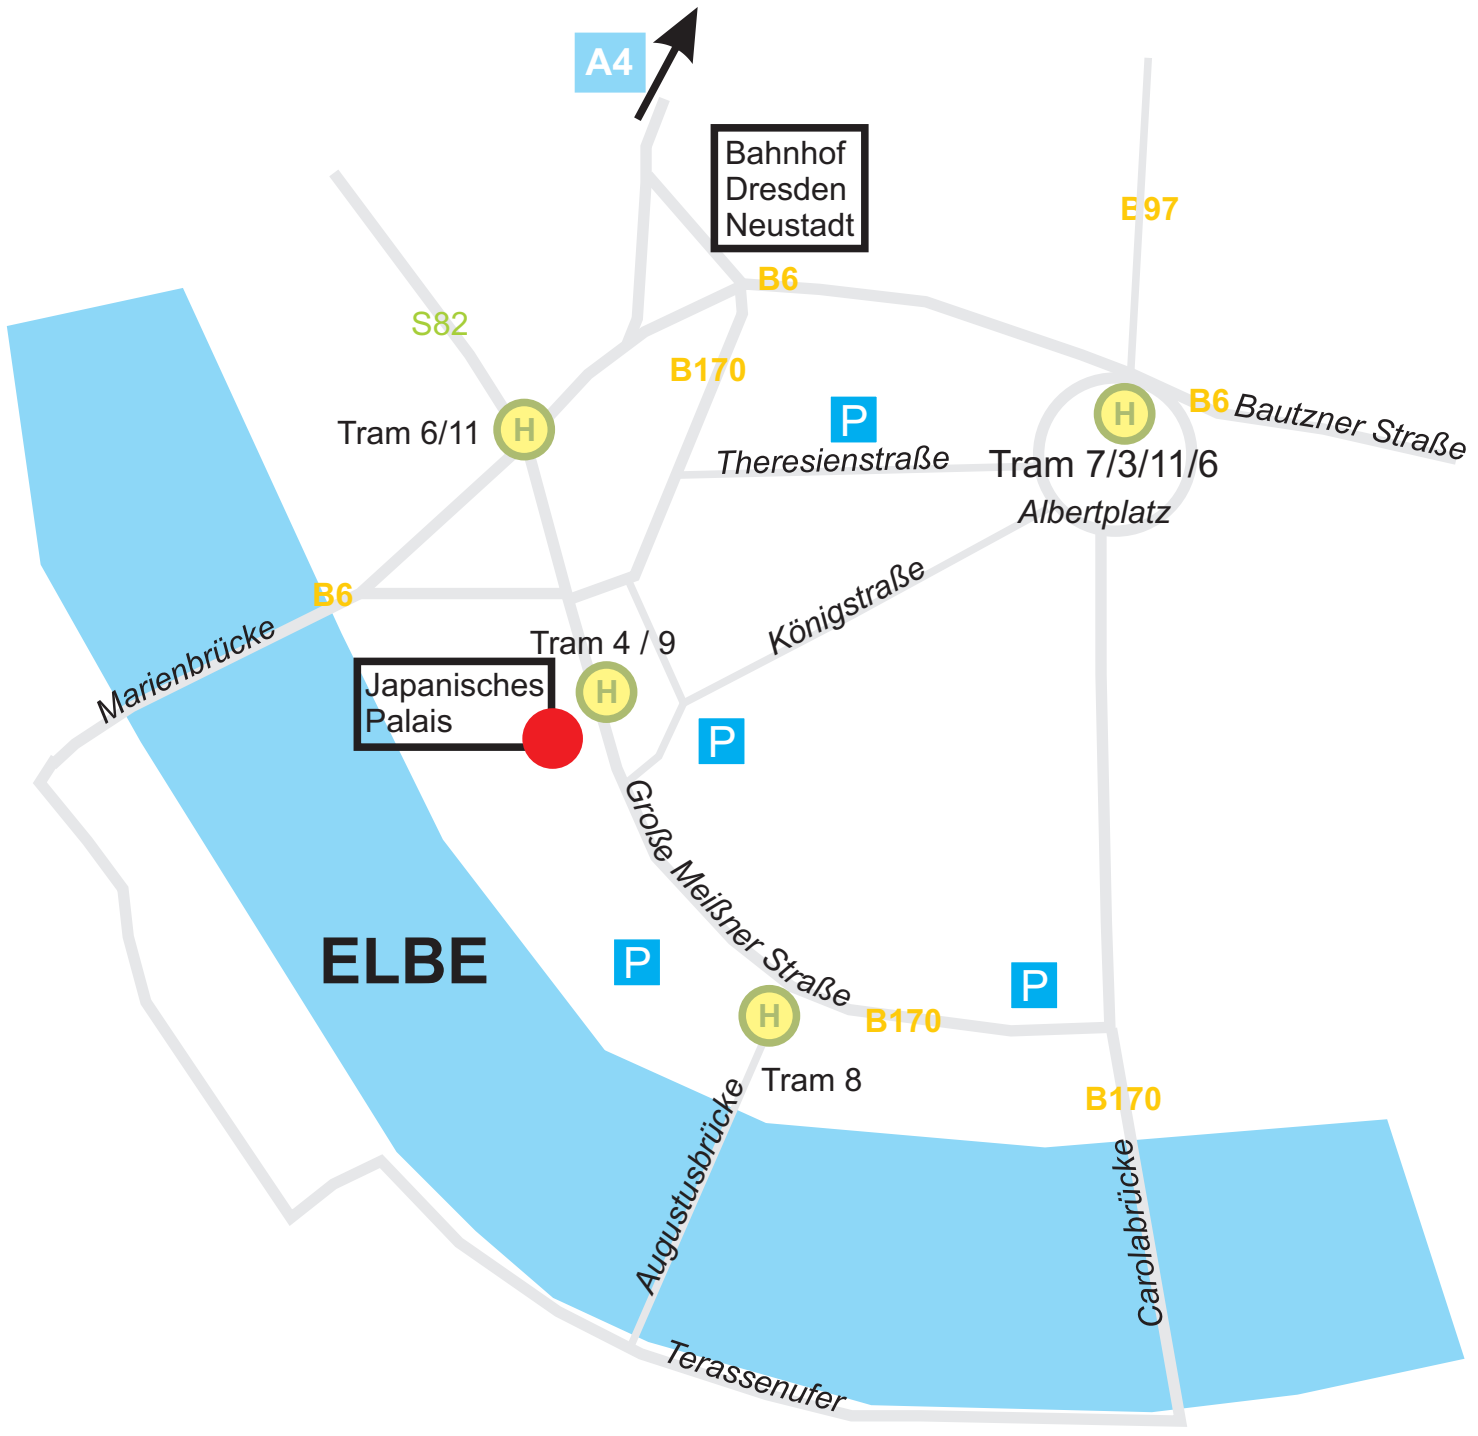 A4
Bahnhof
Dresden
Neustadt
B97
B6
S82
B170
P
B6
Bautzner Straße
H
Tram 6/11
H
Theresienstraße
Tram 7/3/11/6
Albertplatz
B6
Königstraße
Marienbrücke
Tram 4 / 9
Japanisches
Palais
H
P
Große Meißner Straße
ELBE
P
P
H
B170
Tram 8
B170
Augustusbrücke
Carolabrücke
Terassenufer